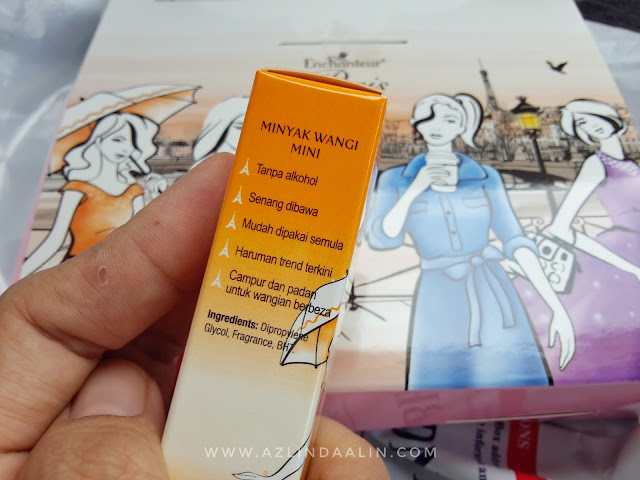 Enchanteur
MINYAK WANGI
MINI
Tanpa alkohol
Senang dibawa
Mudah dipakai semula
Haruman trend terkini
Campur dan padan
untuk wangian berbeza
Ingredients: Dipropylene
Glycol, Fragrance, BHT
WWW.AZLINDAALIN.COM